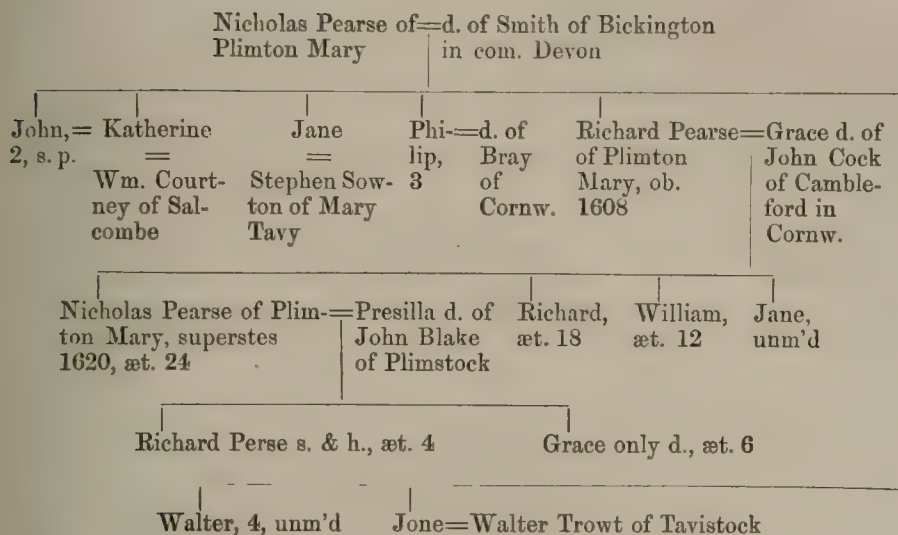 Nicholas Pearse of=d. of Smith of Bickington
Plimton Mary in com. Devon
John,= Katherine Jane Phi-=d. of Richard Pearse=Grace d. of
2, s. p. = = lip, Bray of Plimton John Cock
Wm. Court- Stephen Sow- 3 of Mary, ob. of Camble-
ney of Sal- ton of Mary Cornw. 1608 ford in
combe Tavy Cornw.
Nicholas Pearse of Plim-=Presilla d. of Richard, William, Jane,
ton Mary, superstes John Blake æt. 18 æt. 12 unm'd
1620, æt. 24 of Plimstock
Richard Perse s. & h., æt. 4 Grace only d., æt. 6
Walter, 4, unm'd Jone=Walter Trowt of Tavistock